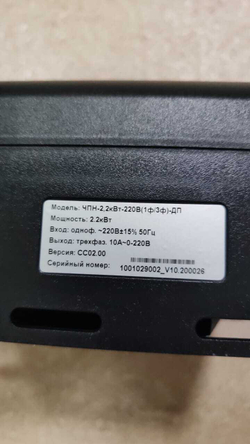 Модель: ЧПН-2,2кВт-220В(1ф/3ф)-ДП
Мощность: 2.2кВт
Вход: одноф. ~220В±15% 50Гц
Выход: трехфаз. 10А~0-220В
Версия: СС02.00
Серийный номер: 1001029002_V10.200026